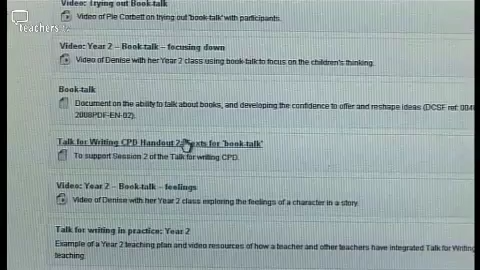 teachers
Video: Trying out Book-talk
Video of Pie Corbett on trying out 'book-talk' with participants.
Video: Year 2 – Book-talk – focusing down
Video of Denise with her Year 2 class using book-talk to focus on the children's thinking.
Book-talk
Document on the ability to talk about books, and developing the confidence to offer and reshape ideas (DCSF ref: 004
2008PDF-EN-02).
Talk for Writing CPD Handout 2: Texts for 'book-talk'
To support Session 2 of the Talk for writing CPD.
Video: Year 2 – Book-talk – feelings
Video of Denise with her Year 2 class exploring the feelings of a character in a story.
Talk for writing in practice: Year 2
Example of a Year 2 teaching plan and video resources of how a teacher and other teachers have integrated Talk for Writing
teaching.